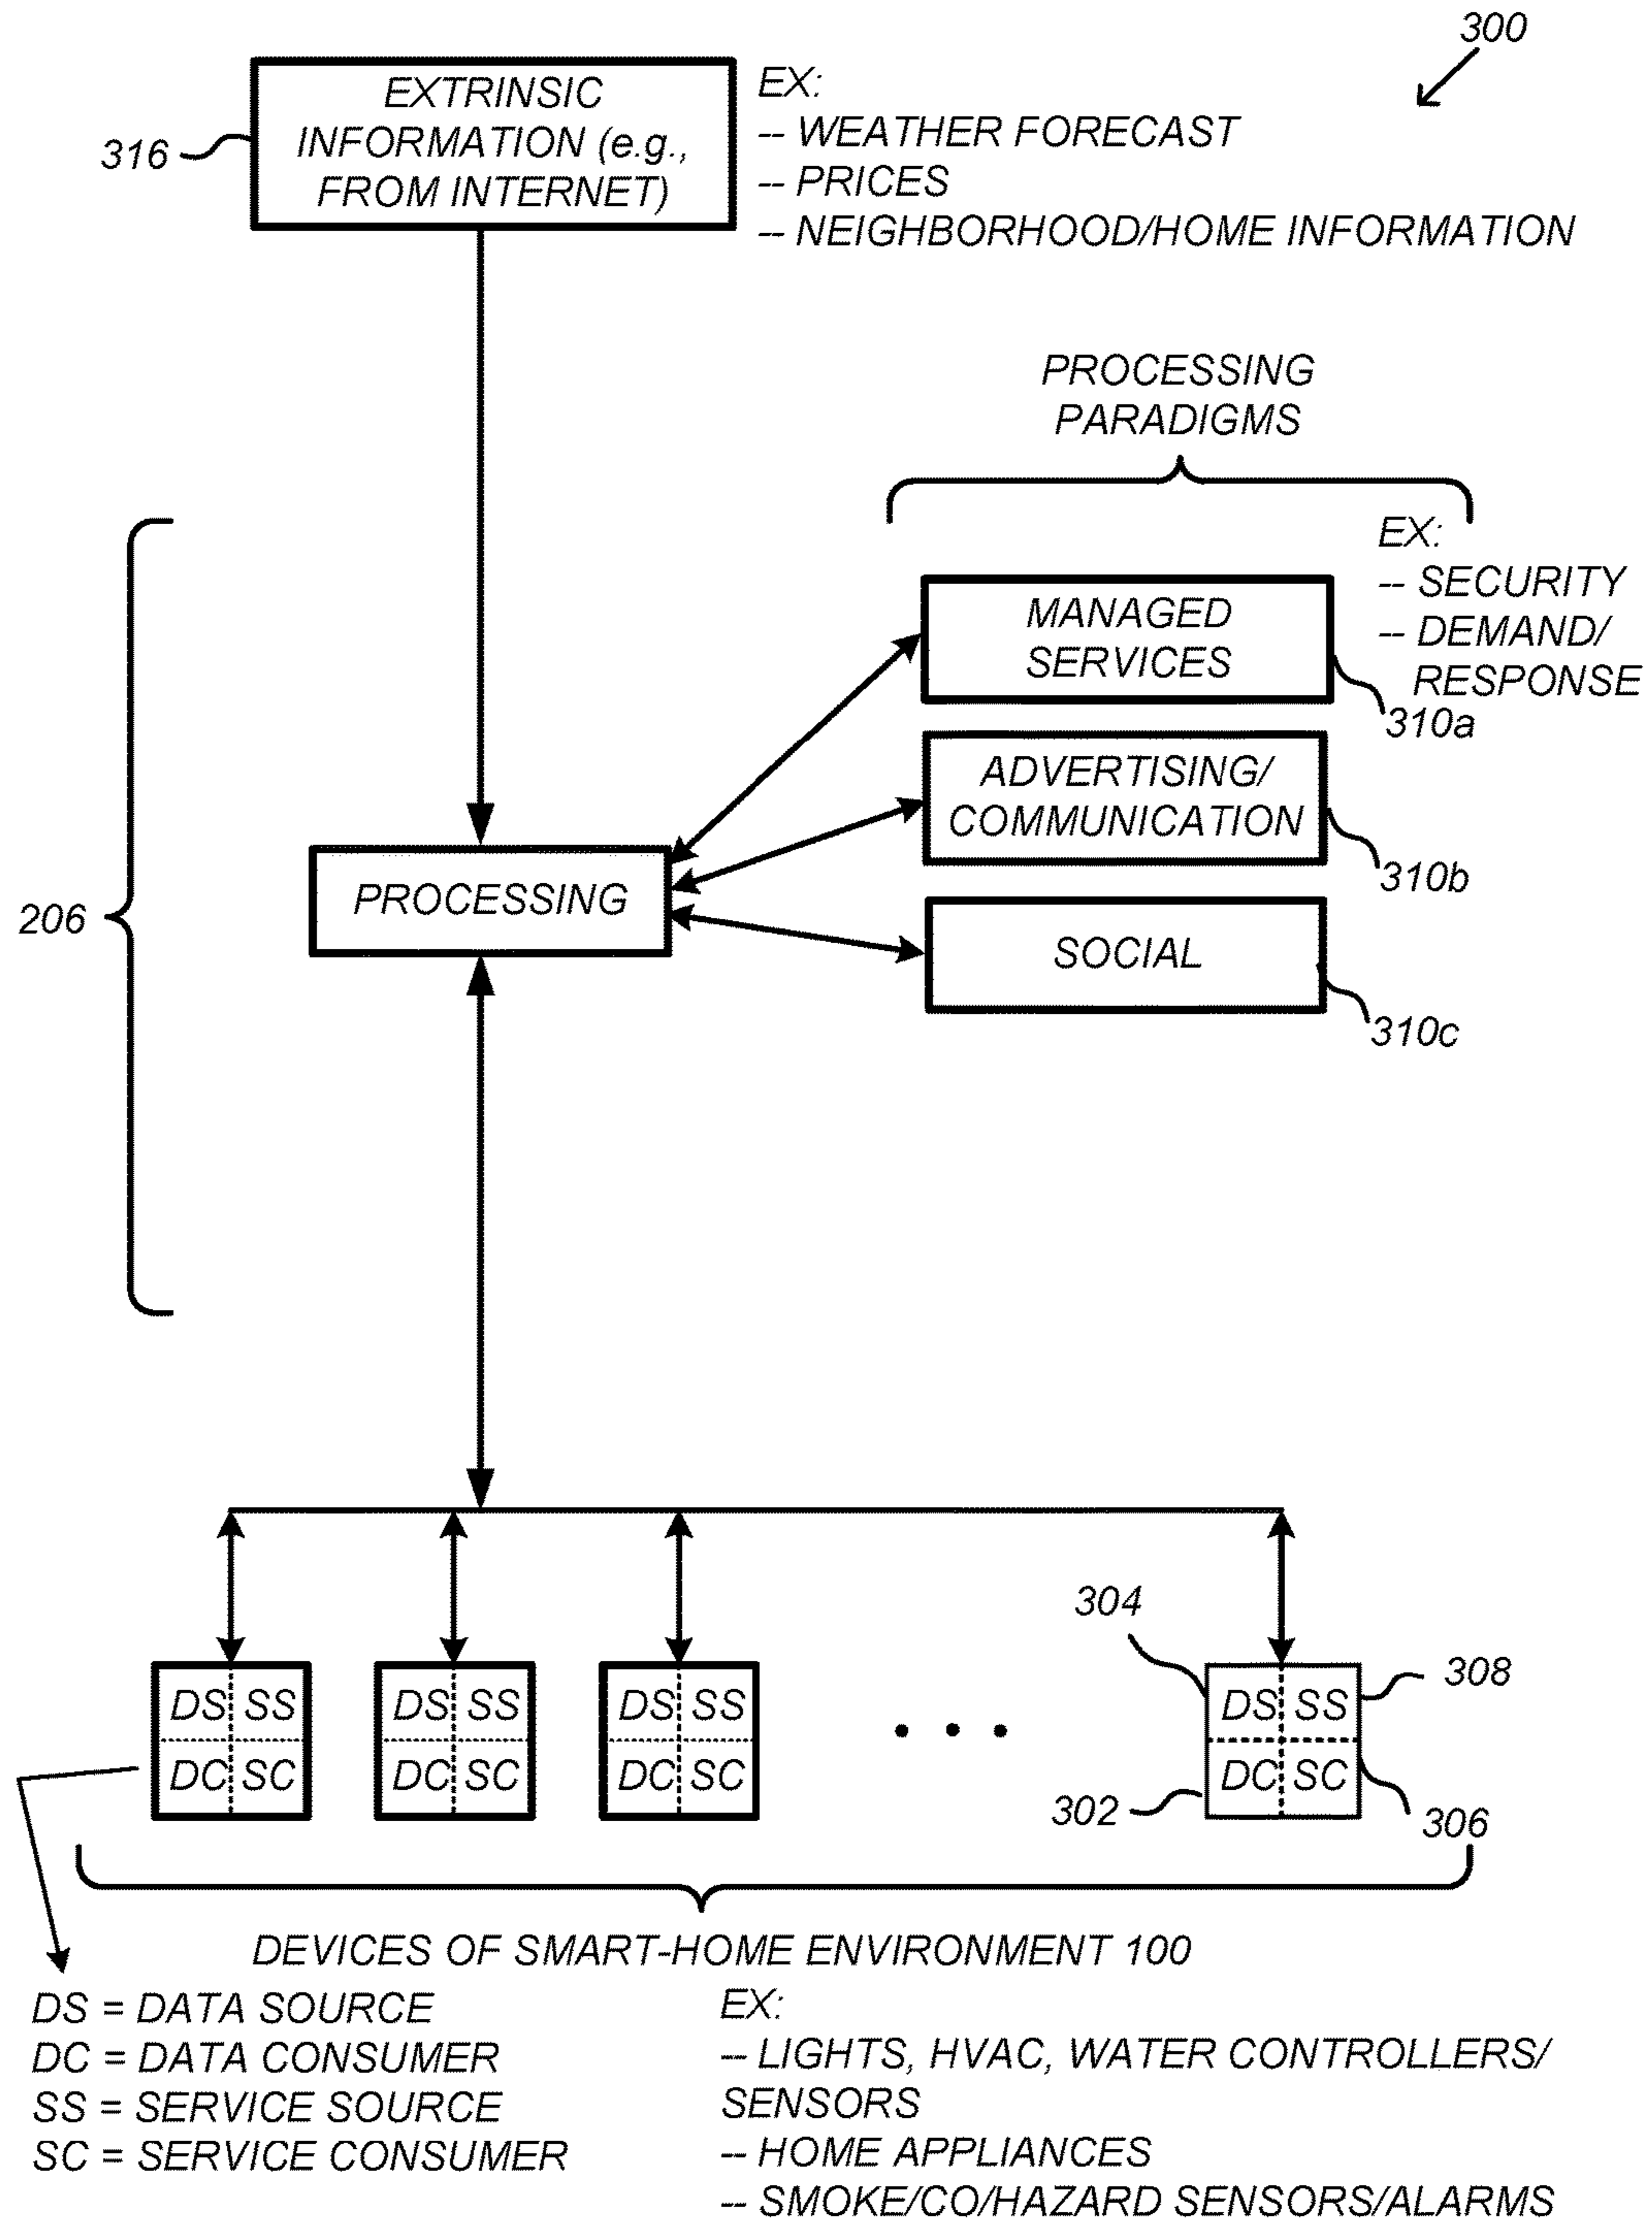 300
EXTRINSIC
INFORMATION (e.g.,
FROM INTERNET)
316
EX:
-- WEATHER FORECAST
-- PRICES
-- NEIGHBORHOOD/HOME INFORMATION
PROCESSING
PARADIGMS
EX:
-- SECURITY
-- DEMAND/
RESPONSE
MANAGED
SERVICES
310a
ADVERTISING/
COMMUNICATION
310b
206
PROCESSING
SOCIAL
310c
304
308
DS SS
DC SC
DS SS
DC SC
DS SS
DC SC
. . .
DS SS
DC SC
302
306
DEVICES OF SMART-HOME ENVIRONMENT 100
DS = DATA SOURCE
DC = DATA CONSUMER
SS = SERVICE SOURCE
SC = SERVICE CONSUMER
EX:
-- LIGHTS, HVAC, WATER CONTROLLERS/
SENSORS
-- HOME APPLIANCES
-- SMOKE/CO/HAZARD SENSORS/ALARMS